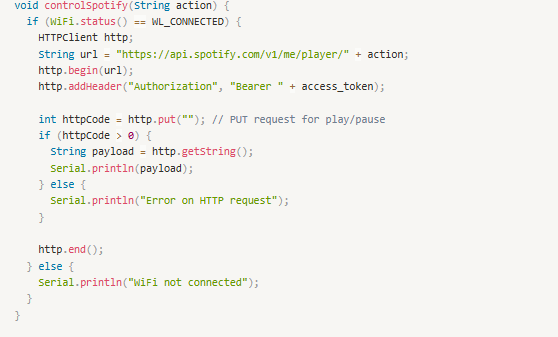 void controlSpotify(String action) {
  if (WiFi.status() == WL_CONNECTED) {
    HTTPClient http;
    String url = "https://api.spotify.com/v1/me/player/" + action;
    http.begin(url);
    http.addHeader("Authorization", "Bearer " + access_token);

    int httpCode = http.put(""); // PUT request for play/pause
    if (httpCode > 0) {
      String payload = http.getString();
      Serial.println(payload);
    } else {
      Serial.println("Error on HTTP request");
    }

    http.end();
  } else {
    Serial.println("WiFi not connected");
  }
}